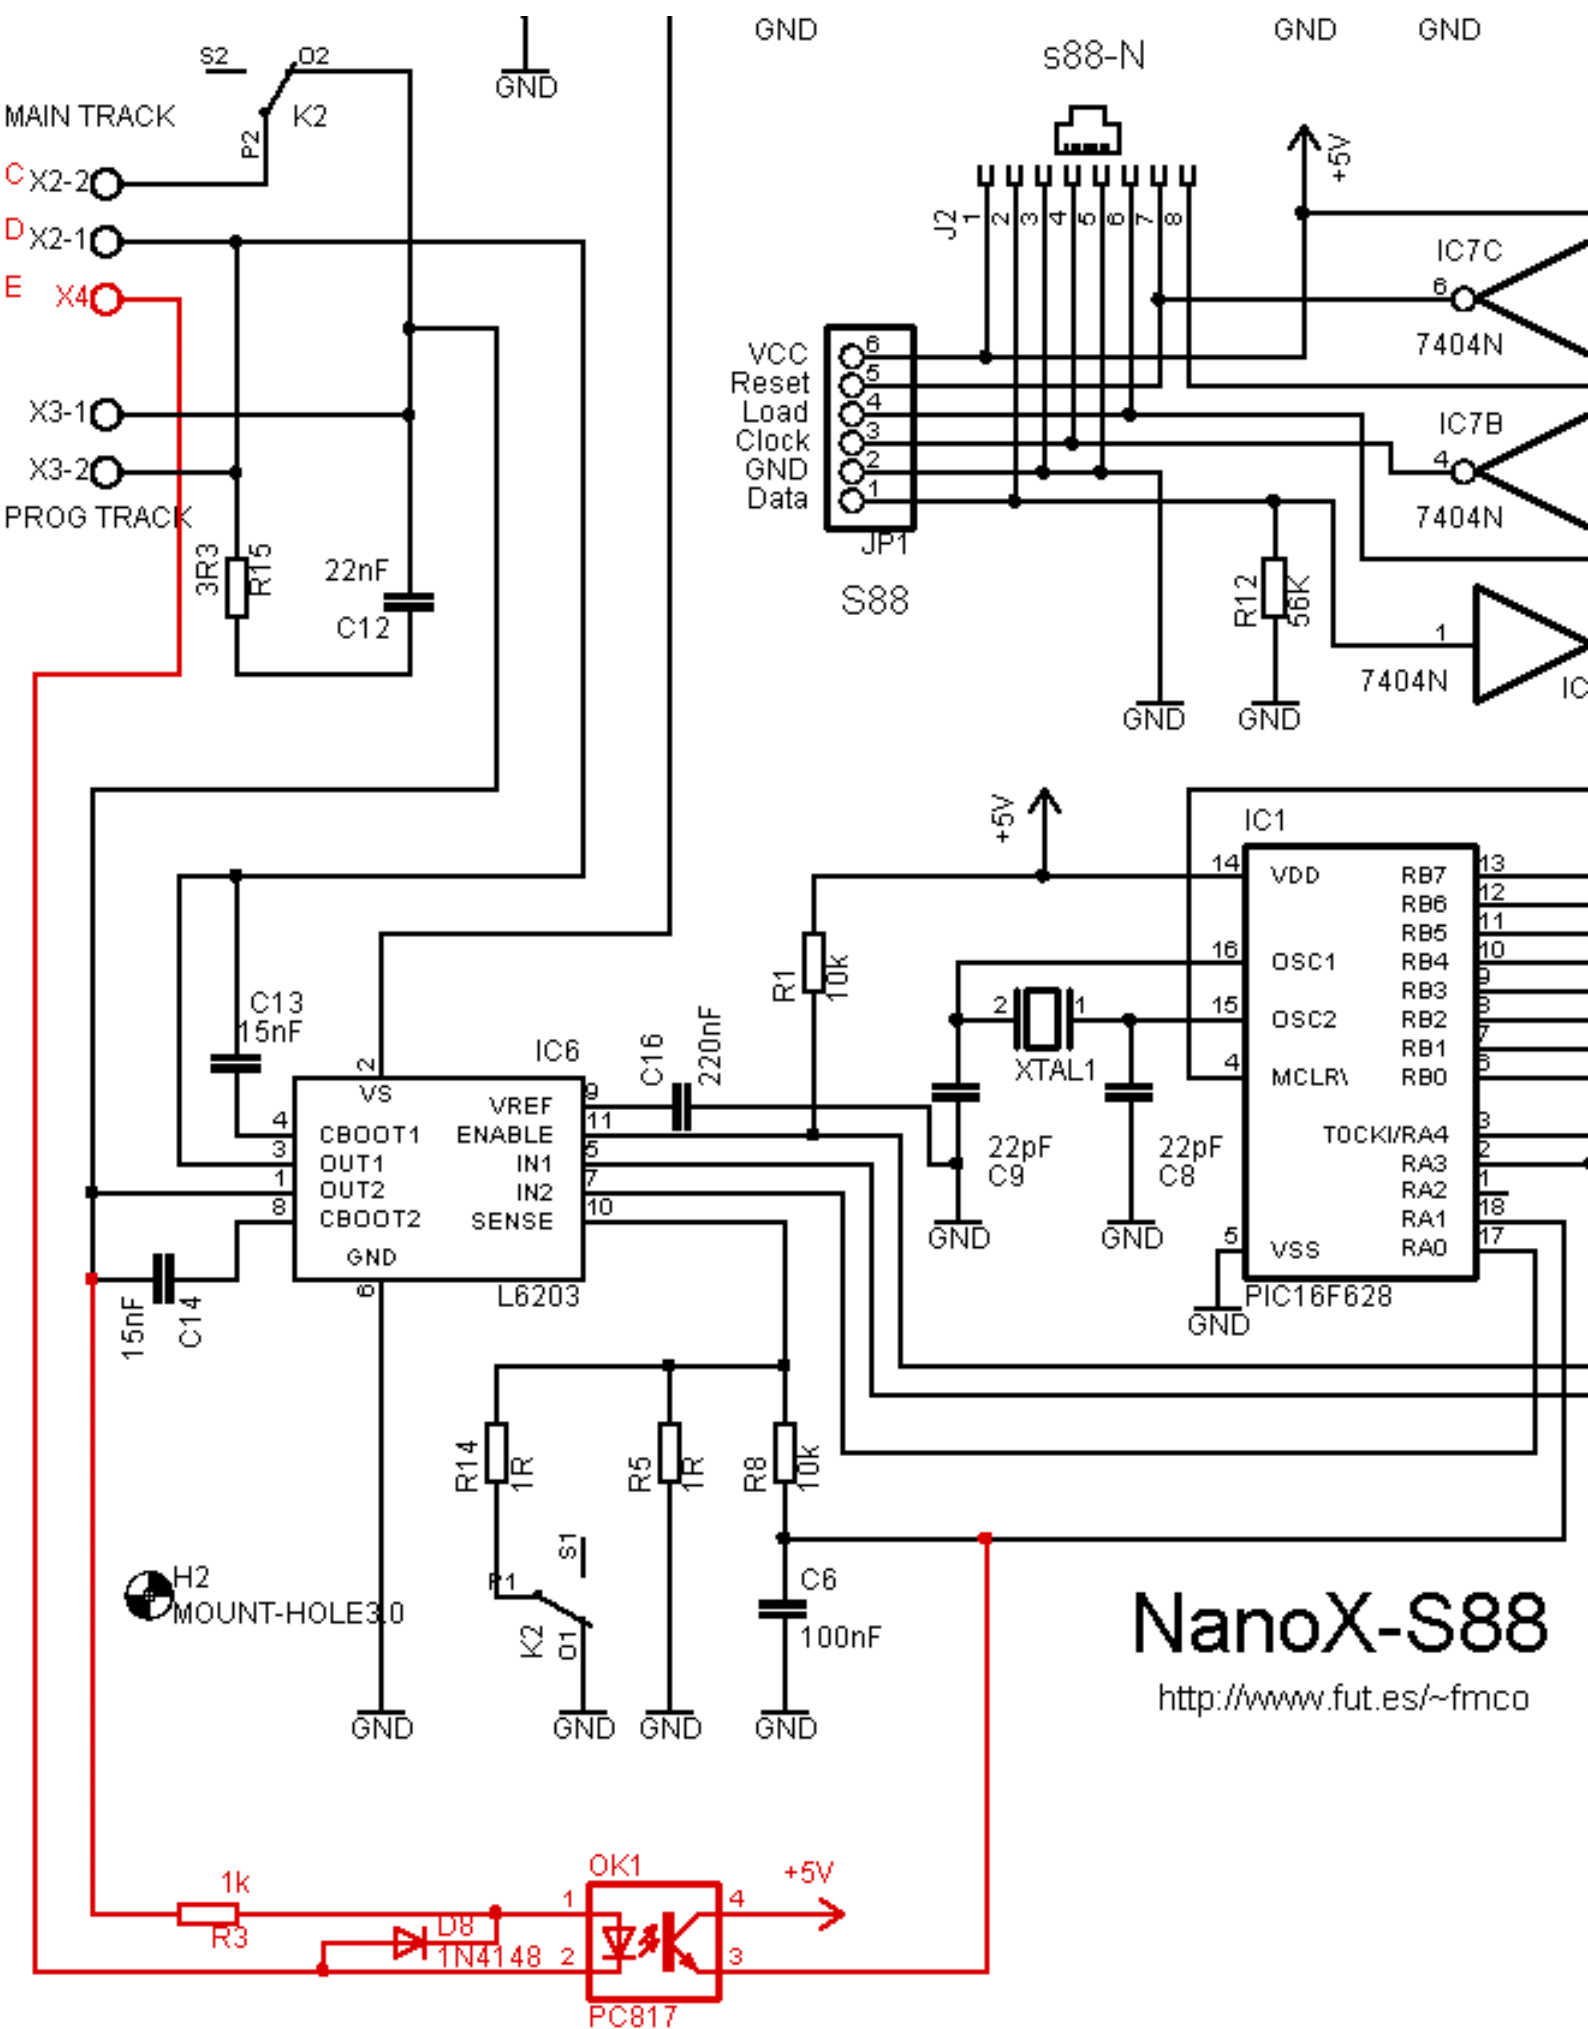 GND
GND
GND
S2
O2
GND
s88-N
MAIN TRACK
P2
K2
+5V
C
X2-2
D
X2-1
E
X4
J2
1
2
3
4
5
6
7
8
IC7C
6
7404N
VCC
6
Reset
5
Load
4
Clock
3
GND
2
Data
1
JP1
S88
IC7B
4
7404N
X3-1
X3-2
PROG TRACK
3R3
R15
22nF
C12
R12
56K
1
7404N
IC
GND
GND
+5V
IC1
14
VDD
RB7
13
RB6
12
RB5
11
16
OSC1
RB4
10
RB3
9
15
OSC2
RB2
8
RB1
7
4
MCLR\
RB0
6
TOCKI/RA4
3
RA3
2
RA2
1
RA1
18
5
VSS
RA0
17
PIC16F628
GND
R1
10k
2
1
XTAL1
22pF
C9
22pF
C8
GND
GND
C13
15nF
2
IC6
C16
220nF
VS
VREF
9
4
CBOOT1
ENABLE
11
3
OUT1
IN1
5
1
OUT2
IN2
7
8
CBOOT2
SENSE
10
GND
6
L6203
15nF
C14
R14
1R
R5
1R
R8
10k
S1
P1
K2
O1
C6
100nF
H2
MOUNT-HOLE3.0
GND
GND
GND
GND
NanoX-S88
http://www.fut.es/~fmco
1k
R3
D8
1N4148
OK1
1
2
4
3
+5V
PC817